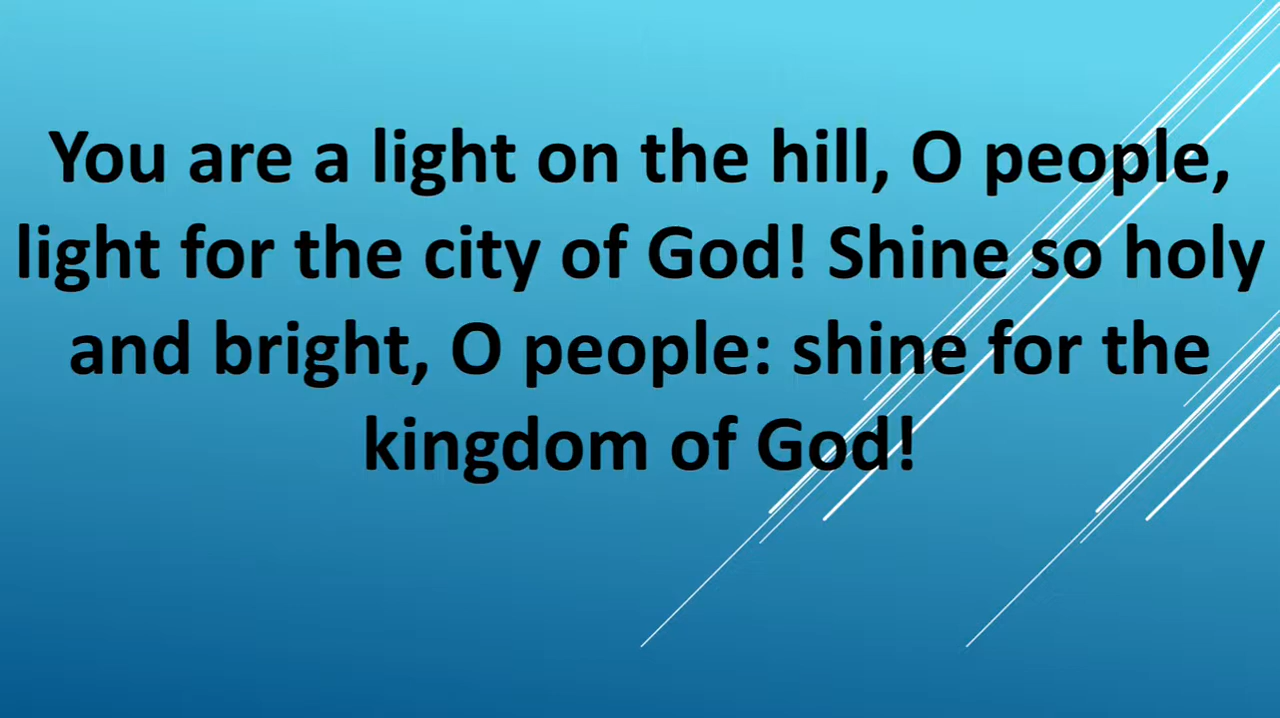 You are a light on the hill, O people,
light for the city of God! Shine so holy
and bright, O people: shine for the
kingdom of God!